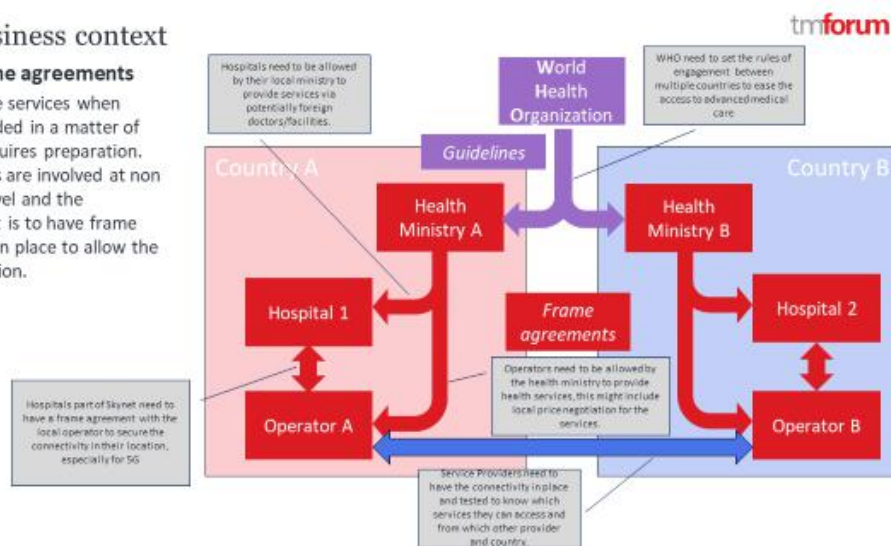 siness context
tmforum
ne agreements
e services when
ded in a matter of
uires preparation.
s are involved at non
vel and the
t is to have frame
n place to allow the
ion.
Hospitals need to be allowed
by their local ministry to
provide services via
potentially foreign
doctors/facilities.
World
Health
Organization
WHO need to set the rules of
engagement between
multiple countries to ease the
access to advanced medical
care
Guidelines
Country A
Country B
Health
Ministry A
Health
Ministry B
Hospital 1
Frame
agreements
Hospital 2
Operators need to be allowed by
the health ministry to provide
health services, this might include
local price negotiation for the
services.
Hospitals part of Skynet need to
have a frame agreement with the
local operator to secure the
connectivity in their location,
especially for 5G
Operator A
Operator B
Service Providers need to
have the connectivity in place
and tested to know which
services they can access and
from which other provider
and country.